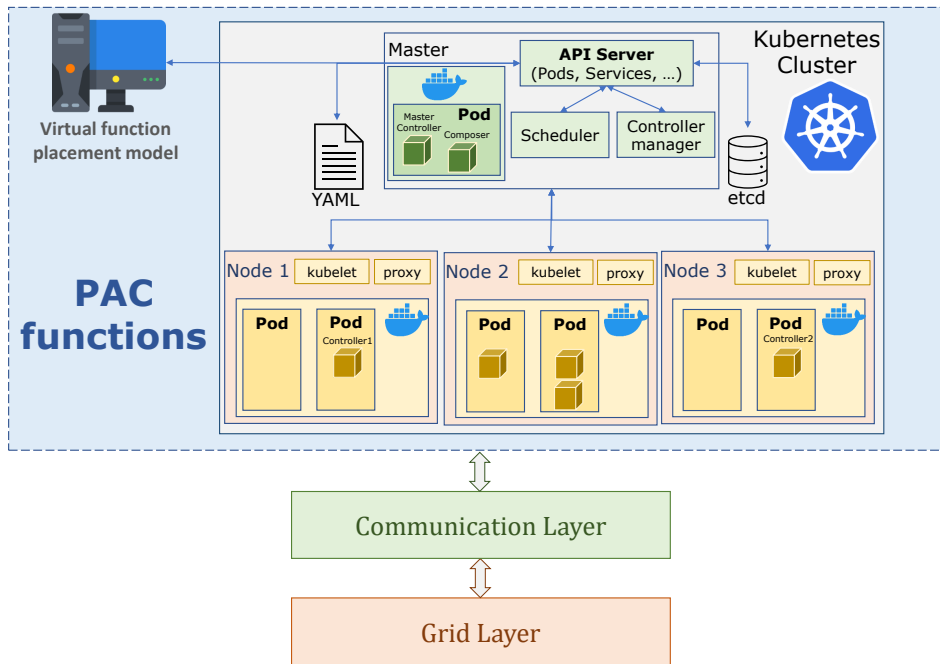 Virtual function
placement model
PAC
functions
Kubernetes
Cluster
Master
API Server
(Pods, Services, ...)
Pod
Master
Controller
Composer
Scheduler
Controller
manager
YAML
etcd
Node 1
kubelet
proxy
Pod
Pod
Controller1
Node 2
kubelet
proxy
Pod
Pod
Node 3
kubelet
proxy
Pod
Pod
Controller2
Communication Layer
Grid Layer